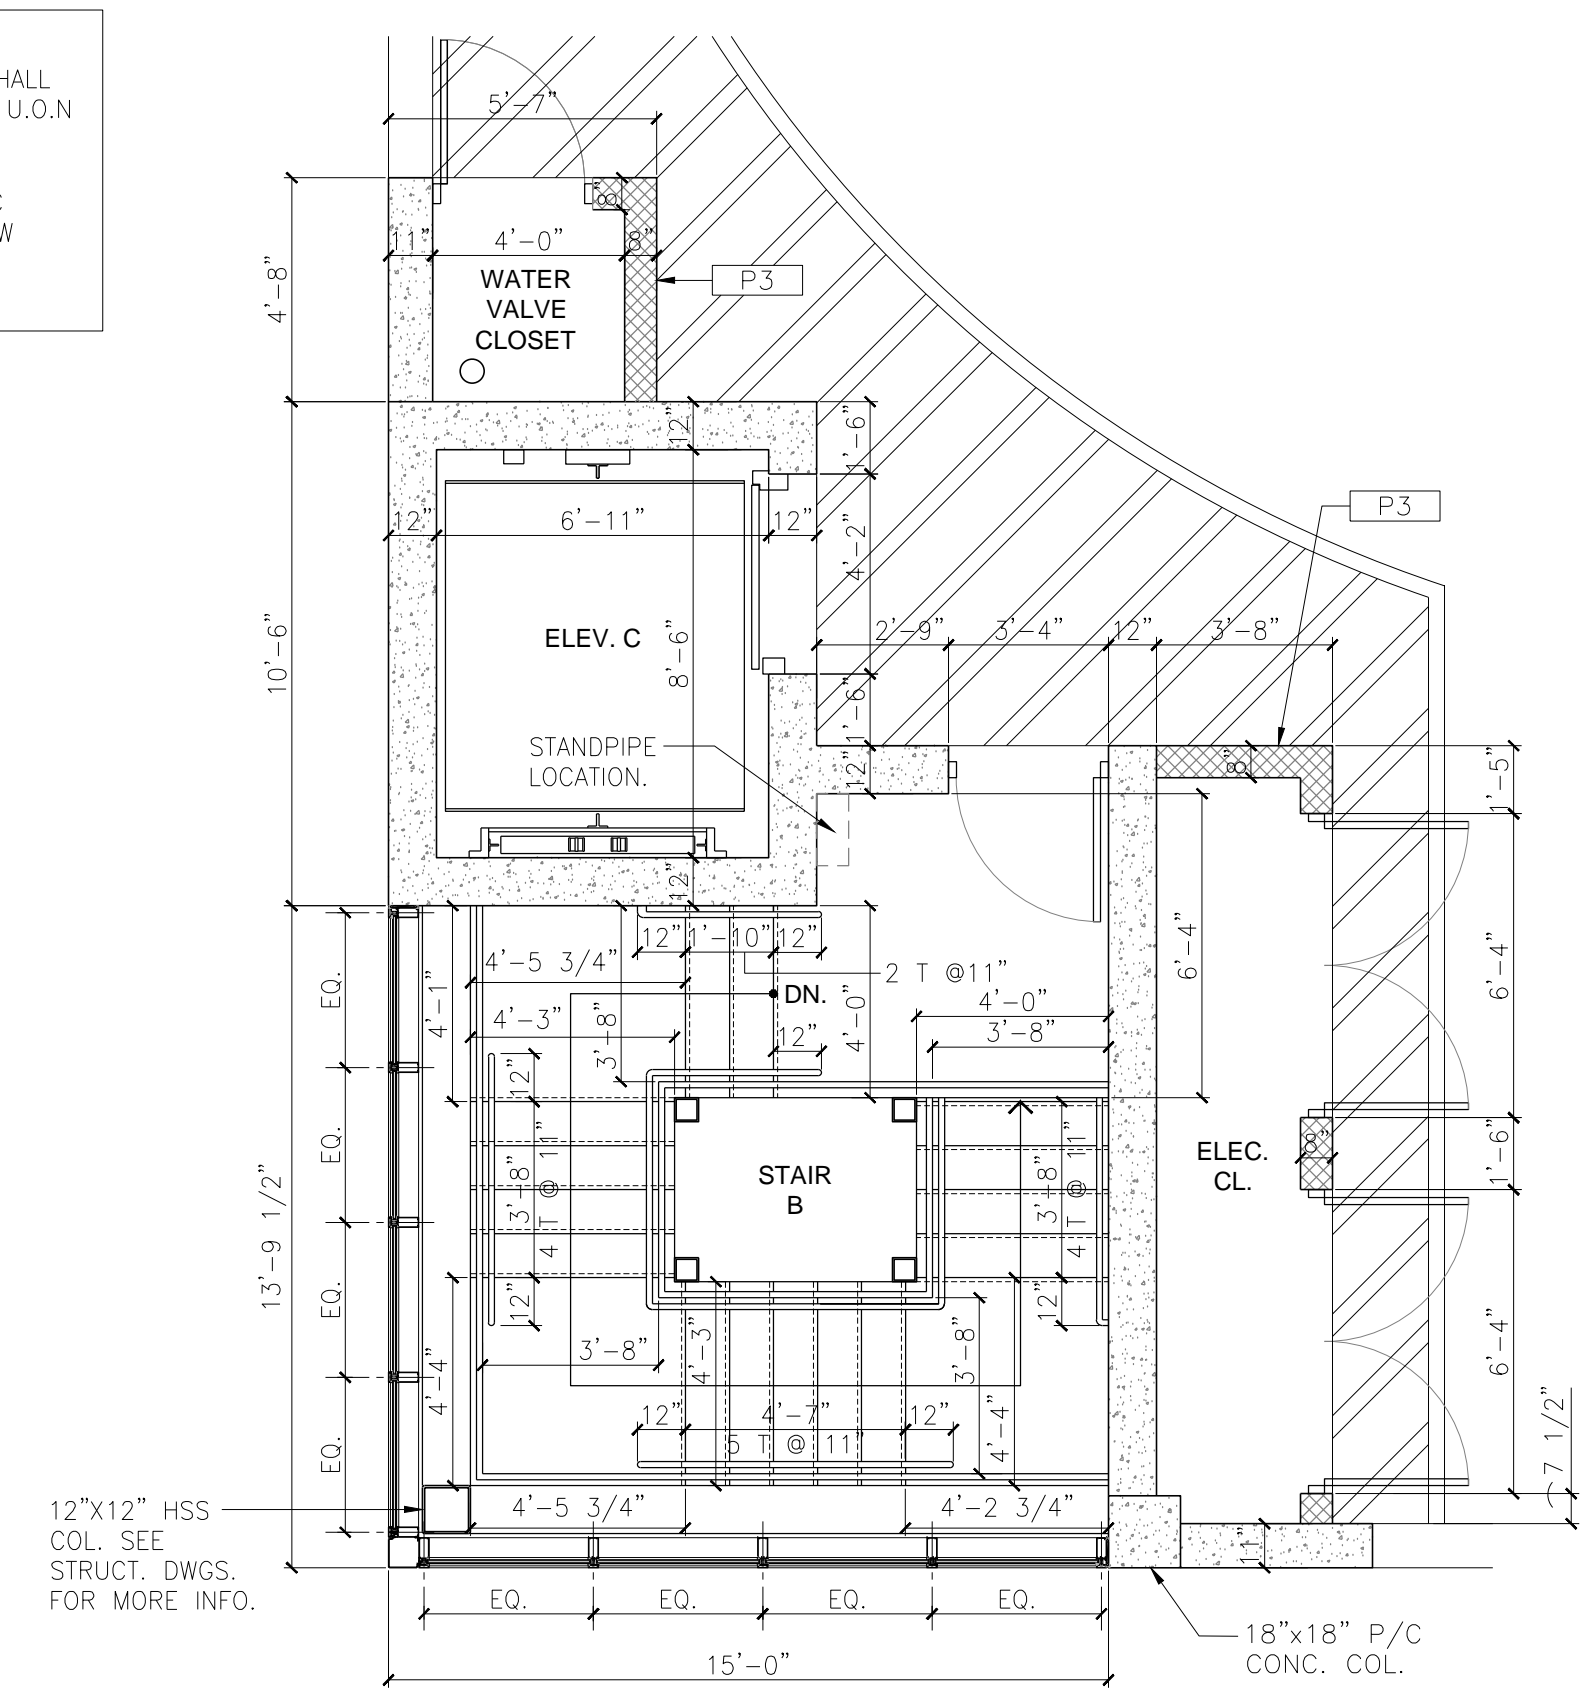 HALL
U.O.N
C
W
5'-7"
8"
11"
4'-0"
8"
4'-8"
WATER
VALVE
CLOSET
P3
12"
1'-6"
12"
6'-11"
12"
4'-2"
P3
10'-6"
ELEV. C
8'-6"
2'-9"
3'-4"
12"
3'-8"
1'-6"
STANDPIPE
LOCATION.
12"
8"
1'-5"
12"
EQ.
4'-1"
4'-5 3/4"
12"
1'-10"
12"
2 T @11"
6'-4"
6'-4"
DN.
4'-3"
3'-8"
12"
4'-0"
4'-0"
3'-8"
12"
EQ.
3'-8"
4 T @ 11"
STAIR
B
3'-8"
4 T @ 11"
ELEC.
CL.
8"
1'-6"
13'-9 1/2"
EQ.
12"
12"
3'-8"
4'-3"
3'-8"
4'-4"
6'-4"
EQ.
12"
4'-7"
12"
5 T @ 11"
4'-4"
7 1/2"
12"X12" HSS
COL. SEE
STRUCT. DWGS.
FOR MORE INFO.
4'-5 3/4"
4'-2 3/4"
11"
EQ.
EQ.
EQ.
EQ.
18"x18" P/C
CONC. COL.
15'-0"